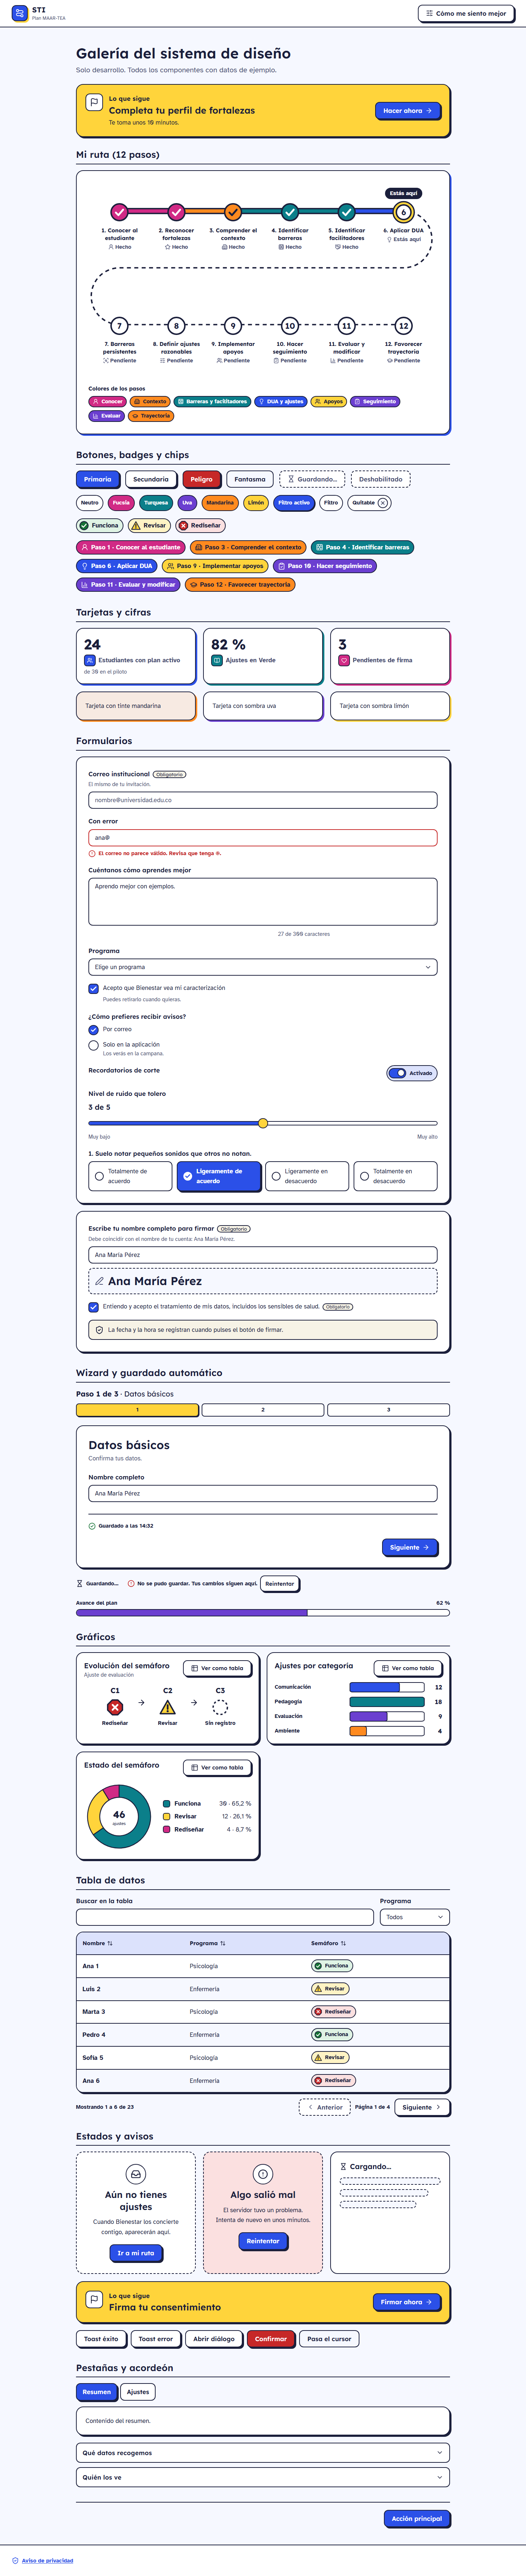 STI
Plan MAAR-TEA
Cómo me siento mejor
Galería del sistema de diseño
Solo desarrollo. Todos los componentes con datos de ejemplo.
Lo que sigue
Completa tu perfil de fortalezas
Te toma unos 10 minutos.
Hacer ahora
Mi ruta (12 pasos)
Estás aquí
6
1. Conocer al estudiante
Hecho
2. Reconocer fortalezas
Hecho
3. Comprender el contexto
Hecho
4. Identificar barreras
Hecho
5. Identificar facilitadores
Hecho
6. Aplicar DUA
Estás aquí
7 8 9 10 11 12
7. Barreras persistentes
Pendiente
8. Definir ajustes razonables
Pendiente
9. Implementar apoyos
Pendiente
10. Hacer seguimiento
Pendiente
11. Evaluar y modificar
Pendiente
12. Favorecer trayectoria
Pendiente
Colores de los pasos
Conocer Contexto Barreras y facilitadores DUA y ajustes Apoyos Seguimiento
Evaluar Trayectoria
Botones, badges y chips
Primaria Secundaria Peligro Fantasma Guardando... Deshabilitado
Neutro Fucsia Turquesa Uva Mandarina Limón Filtro activo Filtro Quitable
Funciona Revisar Rediseñar
Paso 1 · Conocer al estudiante Paso 3 · Comprender el contexto Paso 4 · Identificar barreras
Paso 6 · Aplicar DUA Paso 9 · Implementar apoyos Paso 10 · Hacer seguimiento
Paso 11 · Evaluar y modificar Paso 12 · Favorecer trayectoria
Tarjetas y cifras
24
Estudiantes con plan activo
de 30 en el piloto
82 %
Ajustes en Verde
3
Pendientes de firma
Tarjeta con tinte mandarina
Tarjeta con sombra uva
Tarjeta con sombra limón
Formularios
Correo institucional Obligatorio
El mismo de tu invitación.
nombre@universidad.edu.co
Con error
ana@
El correo no parece válido. Revisa que tenga @.
Cuéntanos cómo aprendes mejor
Aprendo mejor con ejemplos.
27 de 300 caracteres
Programa
Elige un programa
Acepto que Bienestar vea mi caracterización
Puedes retirarlo cuando quieras.
¿Cómo prefieres recibir avisos?
Por correo
Solo en la aplicación
Los verás en la campana.
Recordatorios de corte
Activado
Nivel de ruido que tolero
3 de 5
Muy bajo Muy alto
1. Suelo notar pequeños sonidos que otros no notan.
Totalmente de acuerdo
Ligeramente de acuerdo
Ligeramente en desacuerdo
Totalmente en desacuerdo
Escribe tu nombre completo para firmar Obligatorio
Debe coincidir con el nombre de tu cuenta: Ana María Pérez.
Ana María Pérez
Ana María Pérez
Entiendo y acepto el tratamiento de mis datos, incluidos los sensibles de salud. Obligatorio
La fecha y la hora se registran cuando pulses el botón de firmar.
Wizard y guardado automático
Paso 1 de 3 · Datos básicos
1 2 3
Datos básicos
Confirma tus datos.
Nombre completo
Ana María Pérez
Guardado a las 14:32
Siguiente
Guardando... No se pudo guardar. Tus cambios siguen aquí. Reintentar
Avance del plan 62 %
Gráficos
Evolución del semáforo
Ajuste de evaluación
Ver como tabla
C1 C2 C3
Rediseñar Revisar Sin registro
Ajustes por categoría
Ver como tabla
Comunicación 12
Pedagogía 18
Evaluación 9
Ambiente 4
Estado del semáforo
Ver como tabla
46
ajustes
Funciona 30 · 65,2 %
Revisar 12 · 26,1 %
Rediseñar 4 · 8,7 %
Tabla de datos
Buscar en la tabla
Programa
Todos
Nombre Programa Semáforo
Ana 1 Psicología Funciona
Luis 2 Enfermería Revisar
Marta 3 Psicología Rediseñar
Pedro 4 Enfermería Funciona
Sofía 5 Psicología Revisar
Ana 6 Enfermería Rediseñar
Mostrando 1 a 6 de 23
Anterior Página 1 de 4 Siguiente
Estados y avisos
Aún no tienes ajustes
Cuando Bienestar los concierte contigo, aparecerán aquí.
Ir a mi ruta
Algo salió mal
El servidor tuvo un problema. Intenta de nuevo en unos minutos.
Reintentar
Cargando...
Lo que sigue
Firma tu consentimiento
Firmar ahora
Toast éxito Toast error Abrir diálogo Confirmar Pasa el cursor
Pestañas y acordeón
Resumen Ajustes
Contenido del resumen.
Qué datos recogemos
Quién los ve
Acción principal
Aviso de privacidad